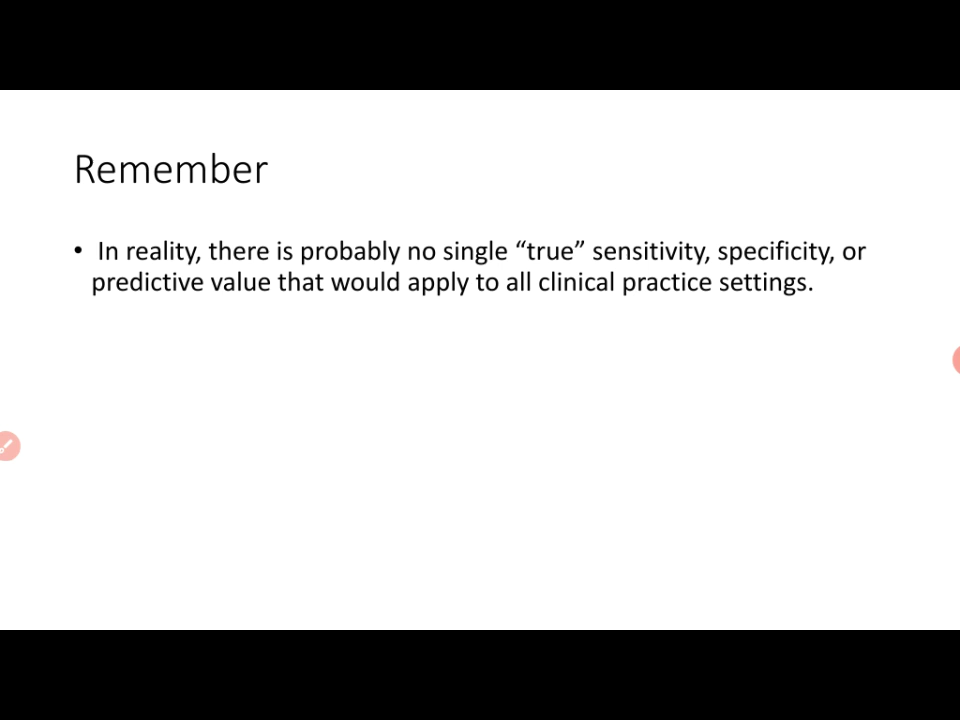 Remember
• In reality, there is probably no single “true” sensitivity, specificity, or
predictive value that would apply to all clinical practice settings.